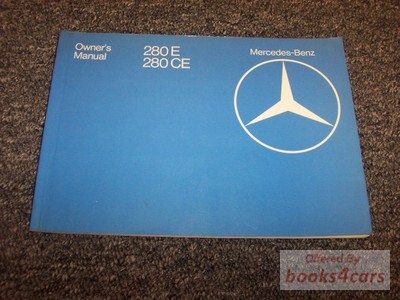 Owner's
Manual
280 E
280 CE
Mercedes-Benz
Offered By
books4cars